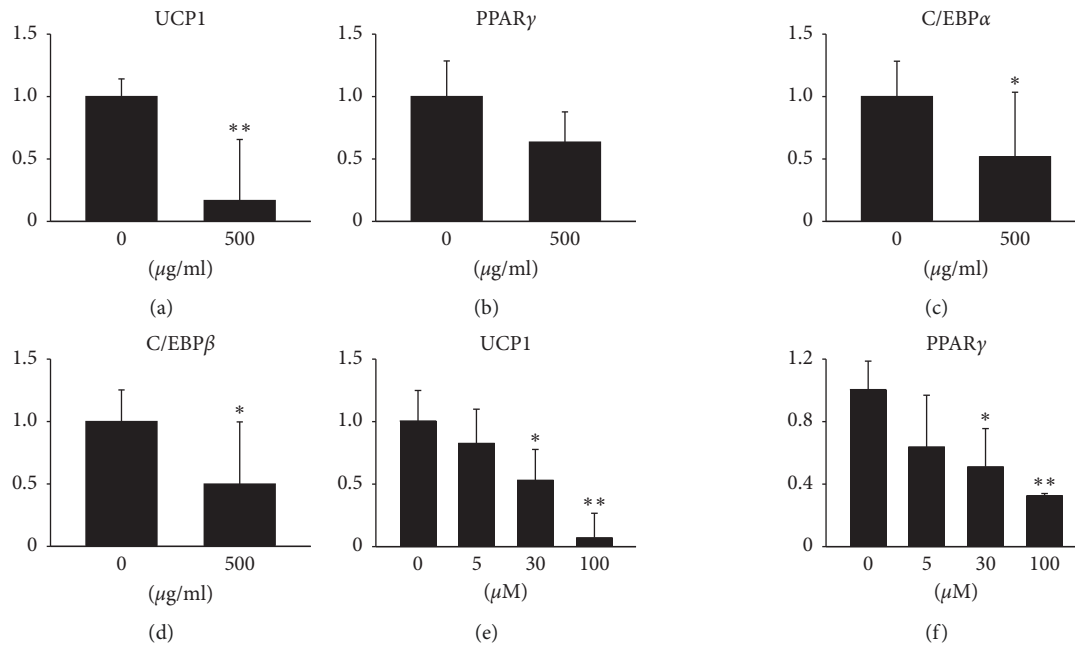 UCP1
1.5
1.0
**
0.5
0
0 500
(μg/ml)
(a)
PPARγ
1.5
1.0
0.5
0
0 500
(μg/ml)
(b)
C/EBPα
1.5
*
1.0
0.5
0
0 500
(μg/ml)
(c)
C/EBPβ
1.5
*
1.0
0.5
0
0 500
(μg/ml)
(d)
UCP1
1.5
1.0
*
0.5
**
0
0 5 30 100
(μM)
(e)
PPARγ
1.2
*
0.8
**
0.4
0
0 5 30 100
(μM)
(f)